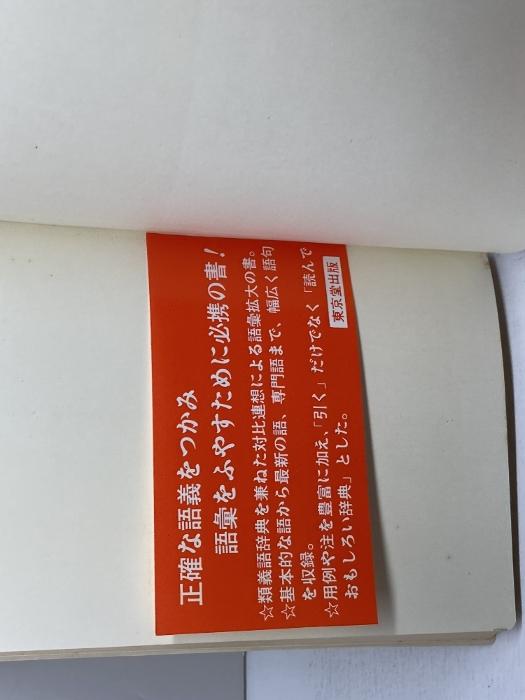 正確な語義をつかみ
語彙をふやすために必携の書!
☆類義語辞典を兼ねた対比連想による語彙拡大の書。
☆基本的な語から最新の語、専門語まで、幅広く語句
を収録。
☆用例や注を豊富に加え、「引く」だけでなく「読んで
おもしろい辞典」とした。
東京堂出版